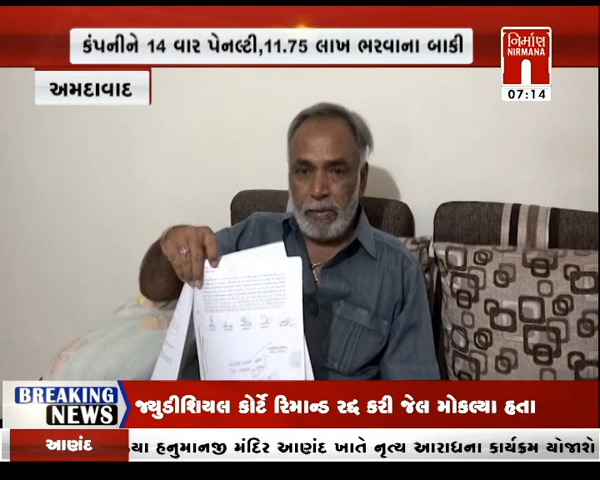 કંપનીને 14 વાર પેનલ્ટી,11.75 લાખ ભરવાના બાકી
નિર્માણ
NIRMANA
અમદાવાદ
07:14
BREAKING NEWS
જ્યુડીશિયલ કોર્ટે રિમાન્ડ રદ્દ કરી જેલ મોકલ્યા હતા
આણંદ
હનુમાનજી મંદિર આણંદ ખાતે નૃત્ય આરાધના કાર્યક્રમ યોજાશે